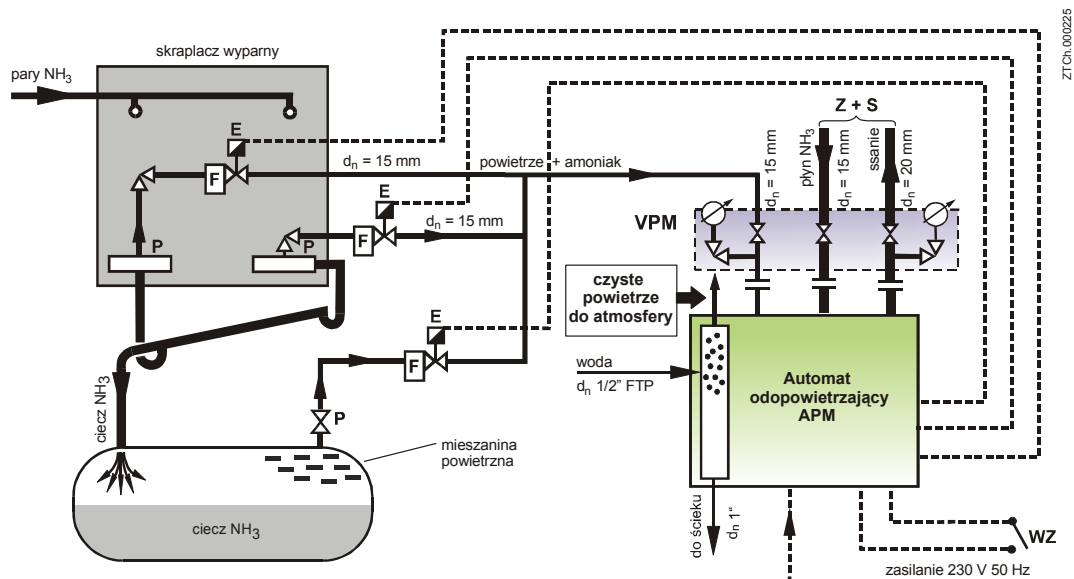 ZTCh.000225
skraplacz wyparny
pary NH3
E
F
dn = 15 mm
powietrze + amoniak
Z + S
dn = 15 mm
płyn NH3
dn = 15 mm
ssanie
dn = 20 mm
E
F
dn = 15 mm
P
P
VPM
czyste
powietrze
do atmosfery
E
F
woda
dn 1/2” FTP
Automat
odopowietrzający
APM
ciecz NH3
P
mieszanina
powietrzna
ciecz NH3
do ścieku
dn 1“
WZ
zasilanie 230 V 50 Hz